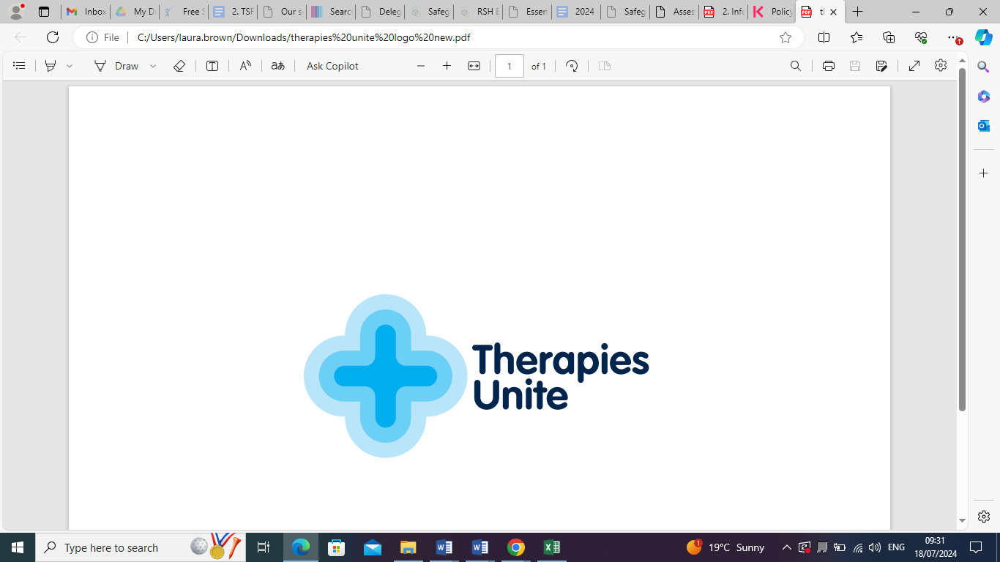 Inbox
My D
Free S
2. TSF
Our s
Searc
Deleg
Safeg
RSH E
Essen
2024
Safeg
Asses
2. Info
Policy
File
C:/Users/laura.brown/Downloads/therapies%20unite%20logo%20new.pdf
Draw
Ask Copilot
1
of 1
Therapies
Unite
Type here to search
19°C Sunny
ENG
09:31
18/07/2024